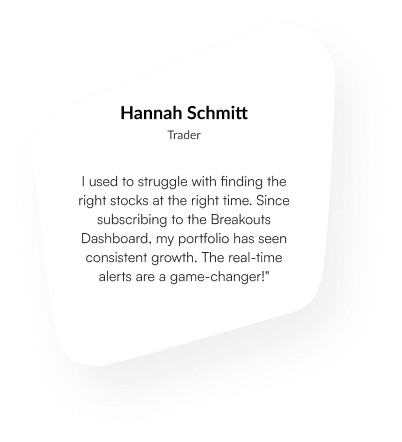 Hannah Schmitt
Trader
I used to struggle with finding the
right stocks at the right time. Since
subscribing to the Breakouts
Dashboard, my portfolio has seen
consistent growth. The real-time
alerts are a game-changer!"